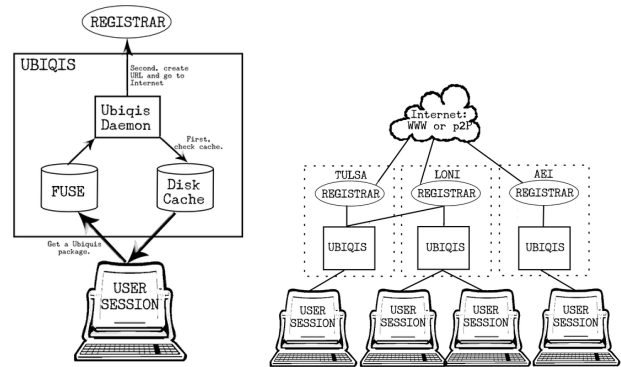 REGISTRAR
UBIQIS
Second, create
URL and go to
Internet
Ubiqis
Daemon
First,
check cache.
FUSE
Disk
Cache
Get a Ubiquis
package.
USER
SESSION
Internet:
WWW or p2P
TULSA
LONI
AEI
REGISTRAR
REGISTRAR
REGISTRAR
UBIQIS
UBIQIS
UBIQIS
USER
SESSION
USER
SESSION
USER
SESSION
USER
SESSION